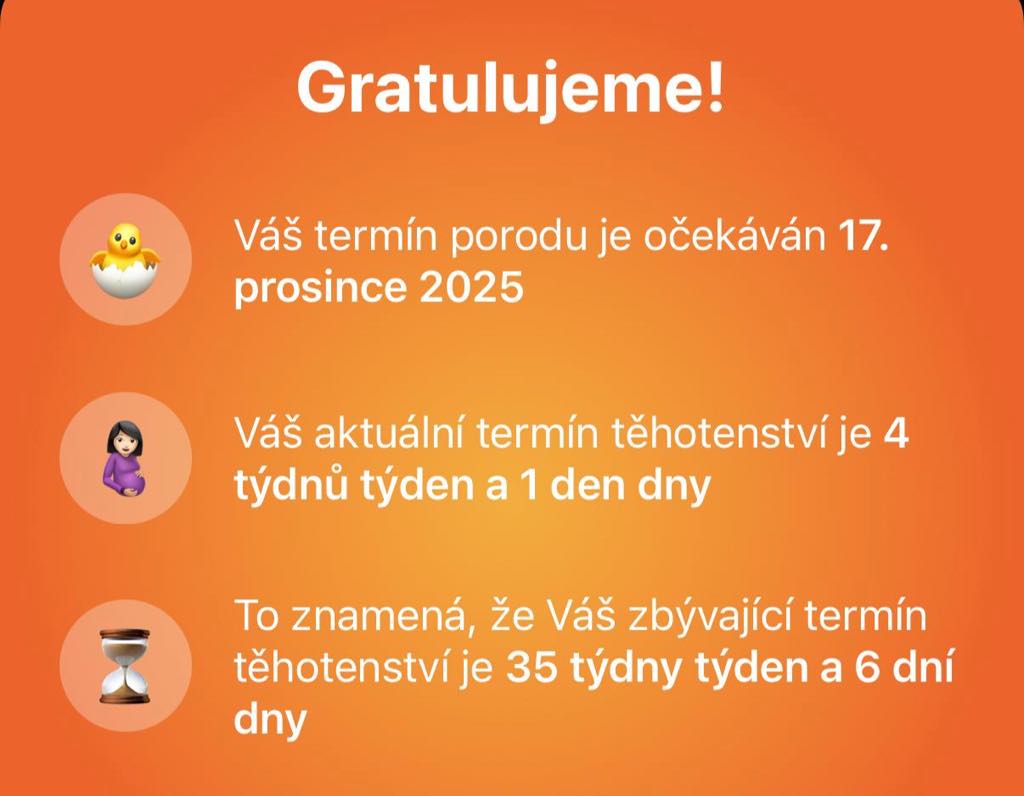 Gratulujeme!
Váš termín porodu je očekáván 17.
prosince 2025
Váš aktuální termín těhotenství je 4
týdnů týden a 1 den dny
To znamená, že Váš zbývající termín
těhotenství je 35 týdny týden a 6 dní
dny